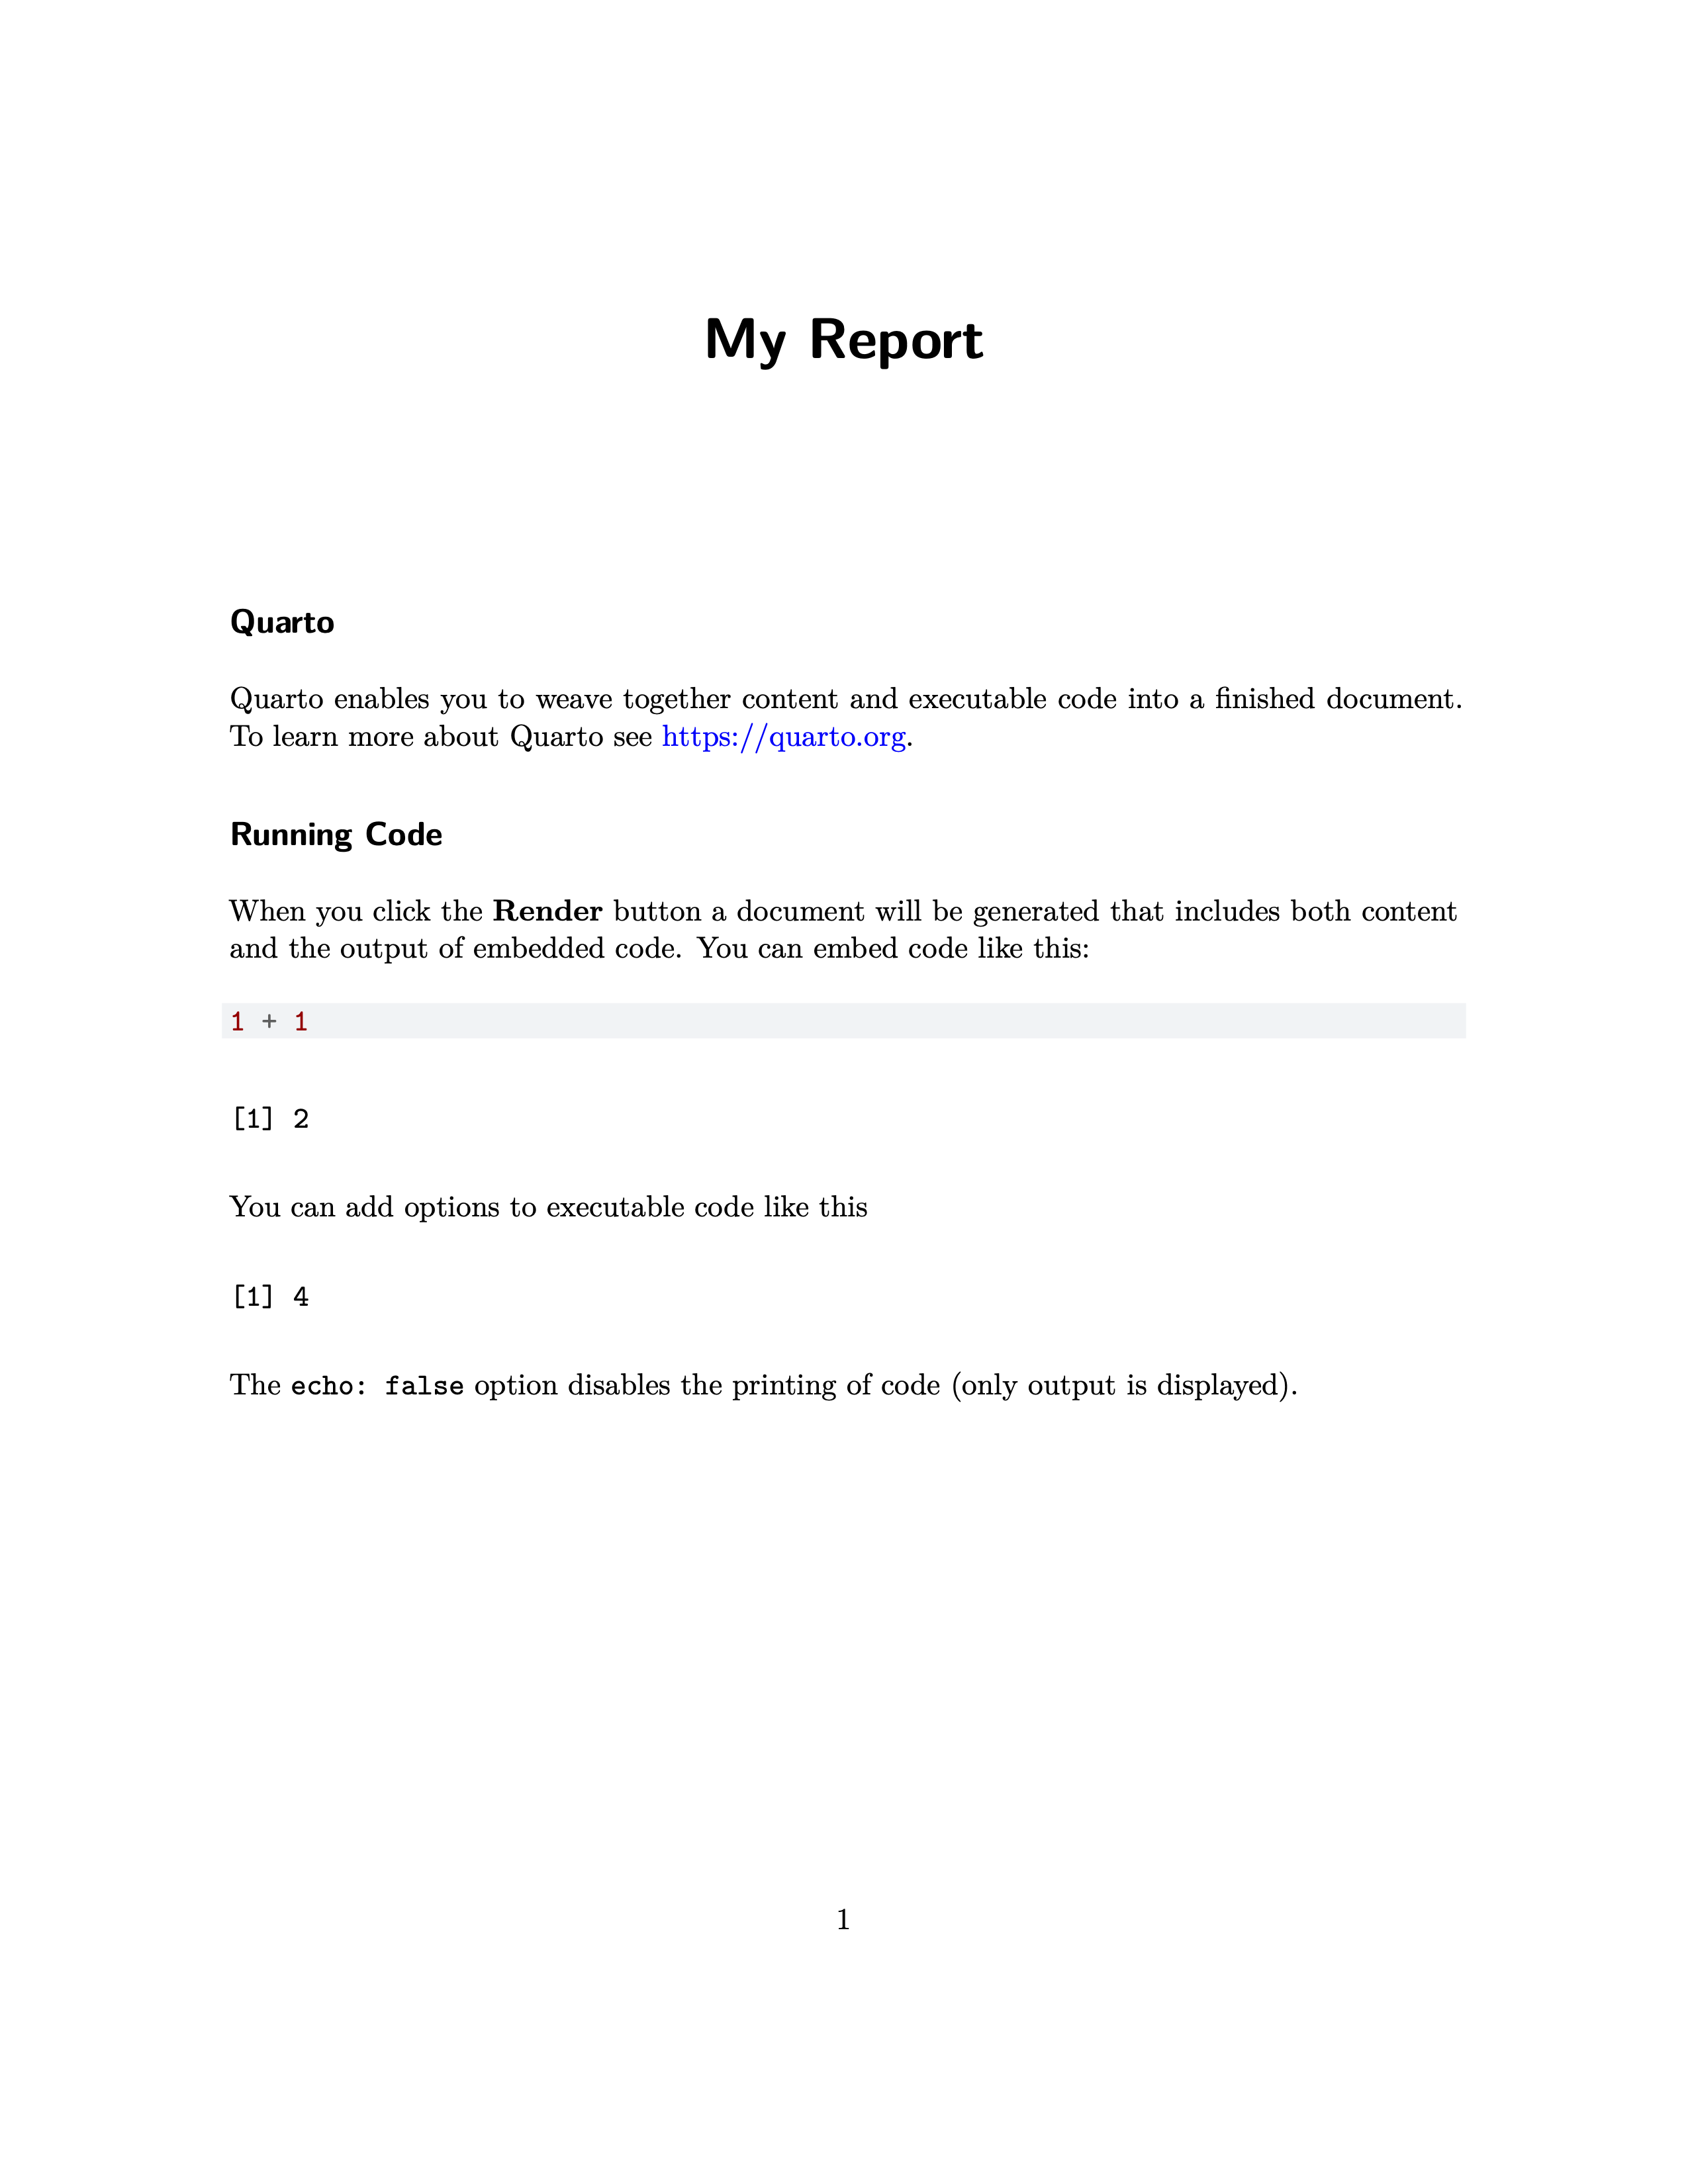 My Report
Quarto
Quarto enables you to weave together content and executable code into a finished document.
To learn more about Quarto see https://quarto.org.
Running Code
When you click the Render button a document will be generated that includes both content
and the output of embedded code. You can embed code like this:
1 + 1
[1] 2
You can add options to executable code like this
[1] 4
The echo: false option disables the printing of code (only output is displayed).
1